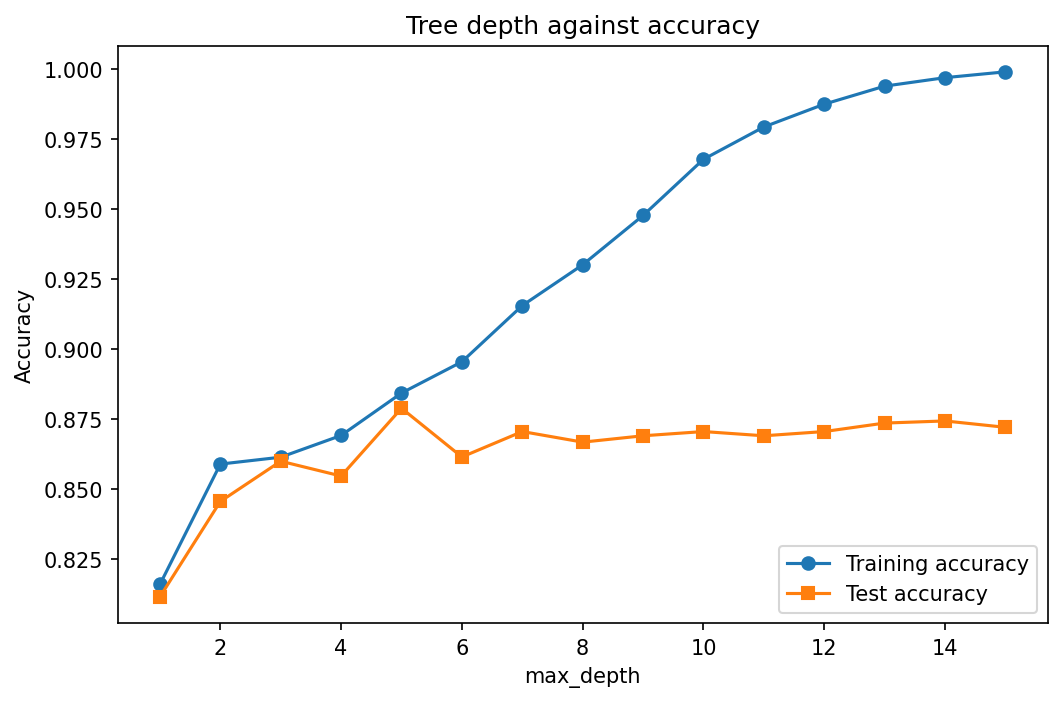 Tree depth against accuracy
Accuracy
1.000
0.975
0.950
0.925
0.900
0.875
0.850
0.825
2 4 6 8 10 12 14
max_depth
Training accuracy
Test accuracy